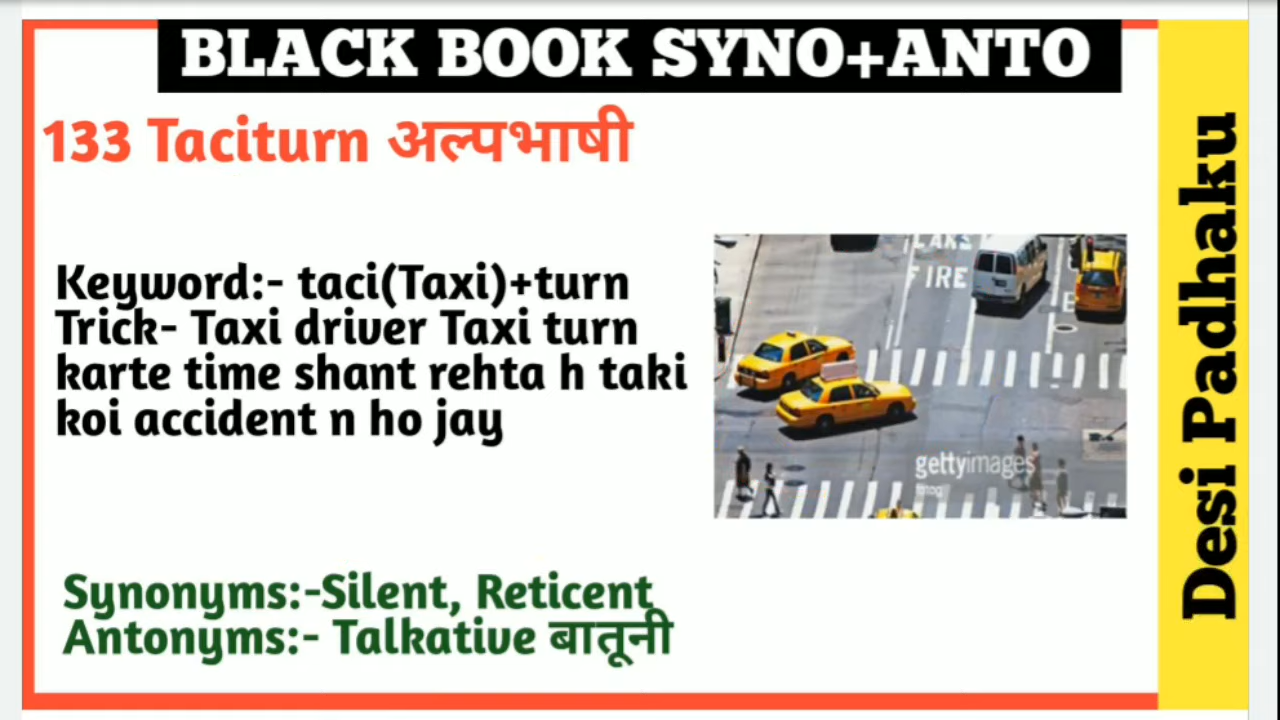 BLACK BOOK SYNO+ANTO
133 Taciturn अल्पभाषी
Keyword:- taci(Taxi)+turn
Trick- Taxi driver Taxi turn
karte time shant rehta h taki
koi accident n ho jay
FIRE
gettyimages
Synonyms:-Silent, Reticent
Antonyms:- Talkative बातूनी
Desi Padhaku